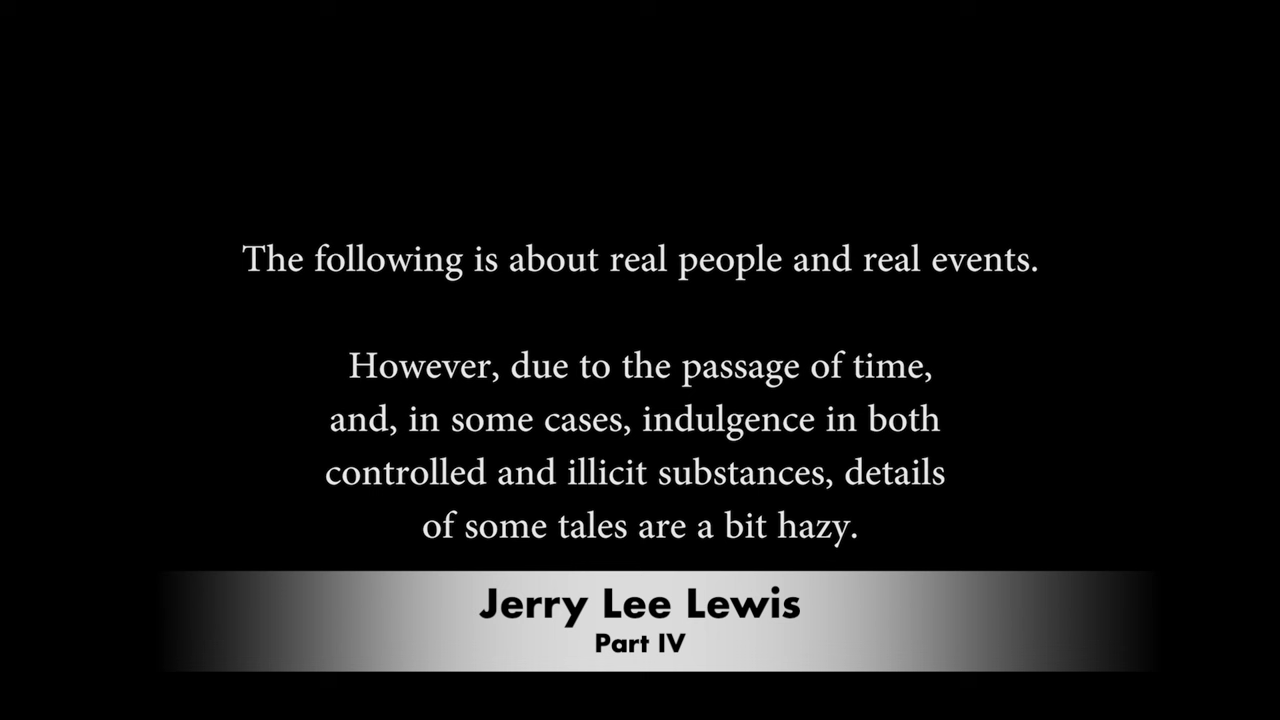 The following is about real people and real events.
However, due to the passage of time,
and, in some cases, indulgence in both
controlled and illicit substances, details
of some tales are a bit hazy.
Jerry Lee Lewis
Part IV